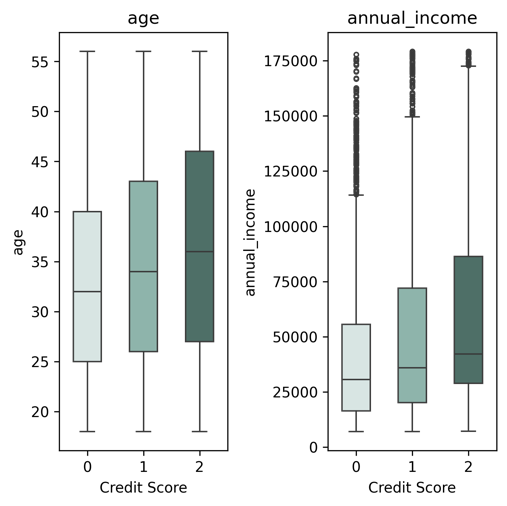 age
annual_income
age
55
50
45
40
35
30
25
20
0 1 2
Credit Score
annual_income
175000
150000
125000
100000
75000
50000
25000
0
0 1 2
Credit Score